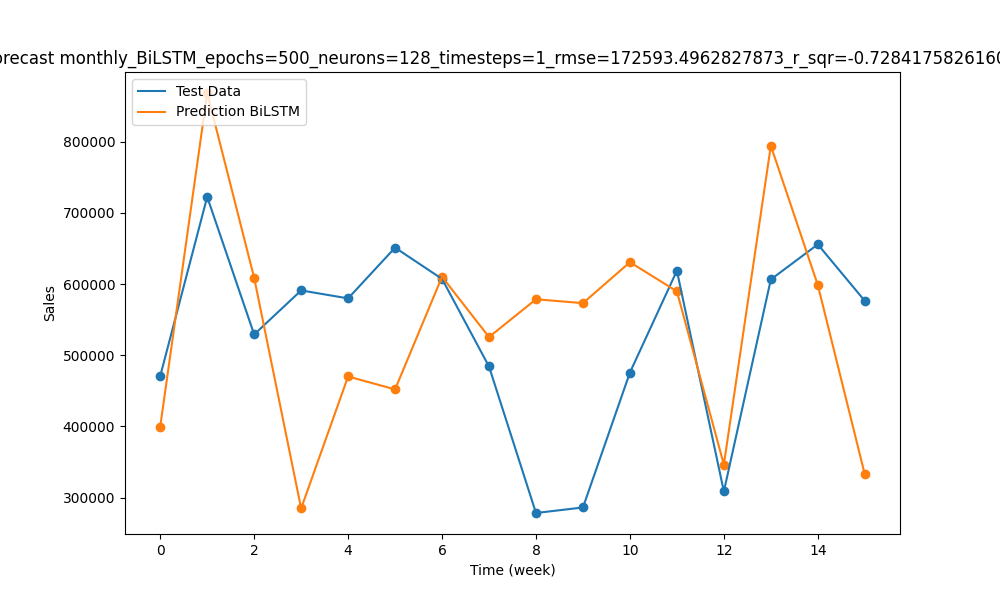 orecast monthly_BiLSTM_epochs=500_neurons=128_timesteps=1_rmse=172593.4962827873_r_sqr=-0.7284175826160
Test Data
Prediction BiLSTM
800000
700000
600000
500000
400000
300000
Sales
0 2 4 6 8 10 12 14
Time (week)